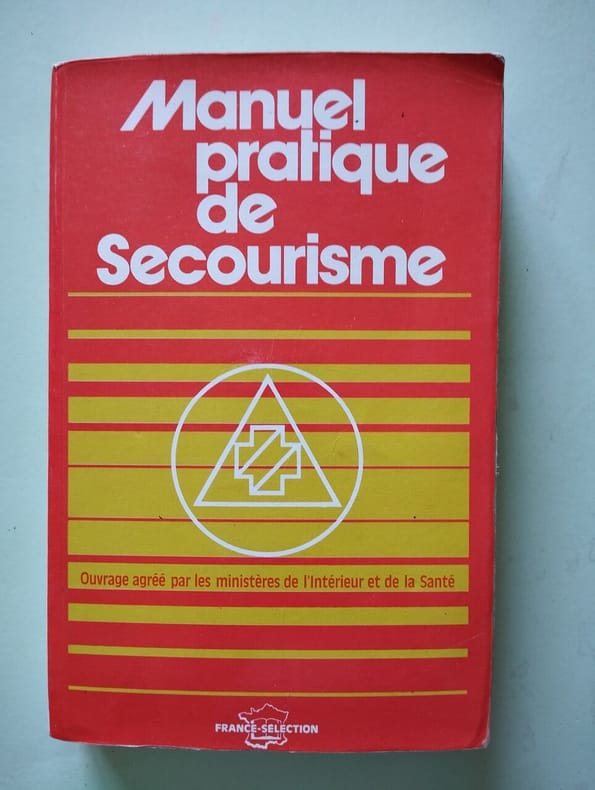 Manuel
pratique
de
Secourisme
Ouvrage agréé par les ministères de l'Intérieur et de la Santé
FRANCE-SELECTION